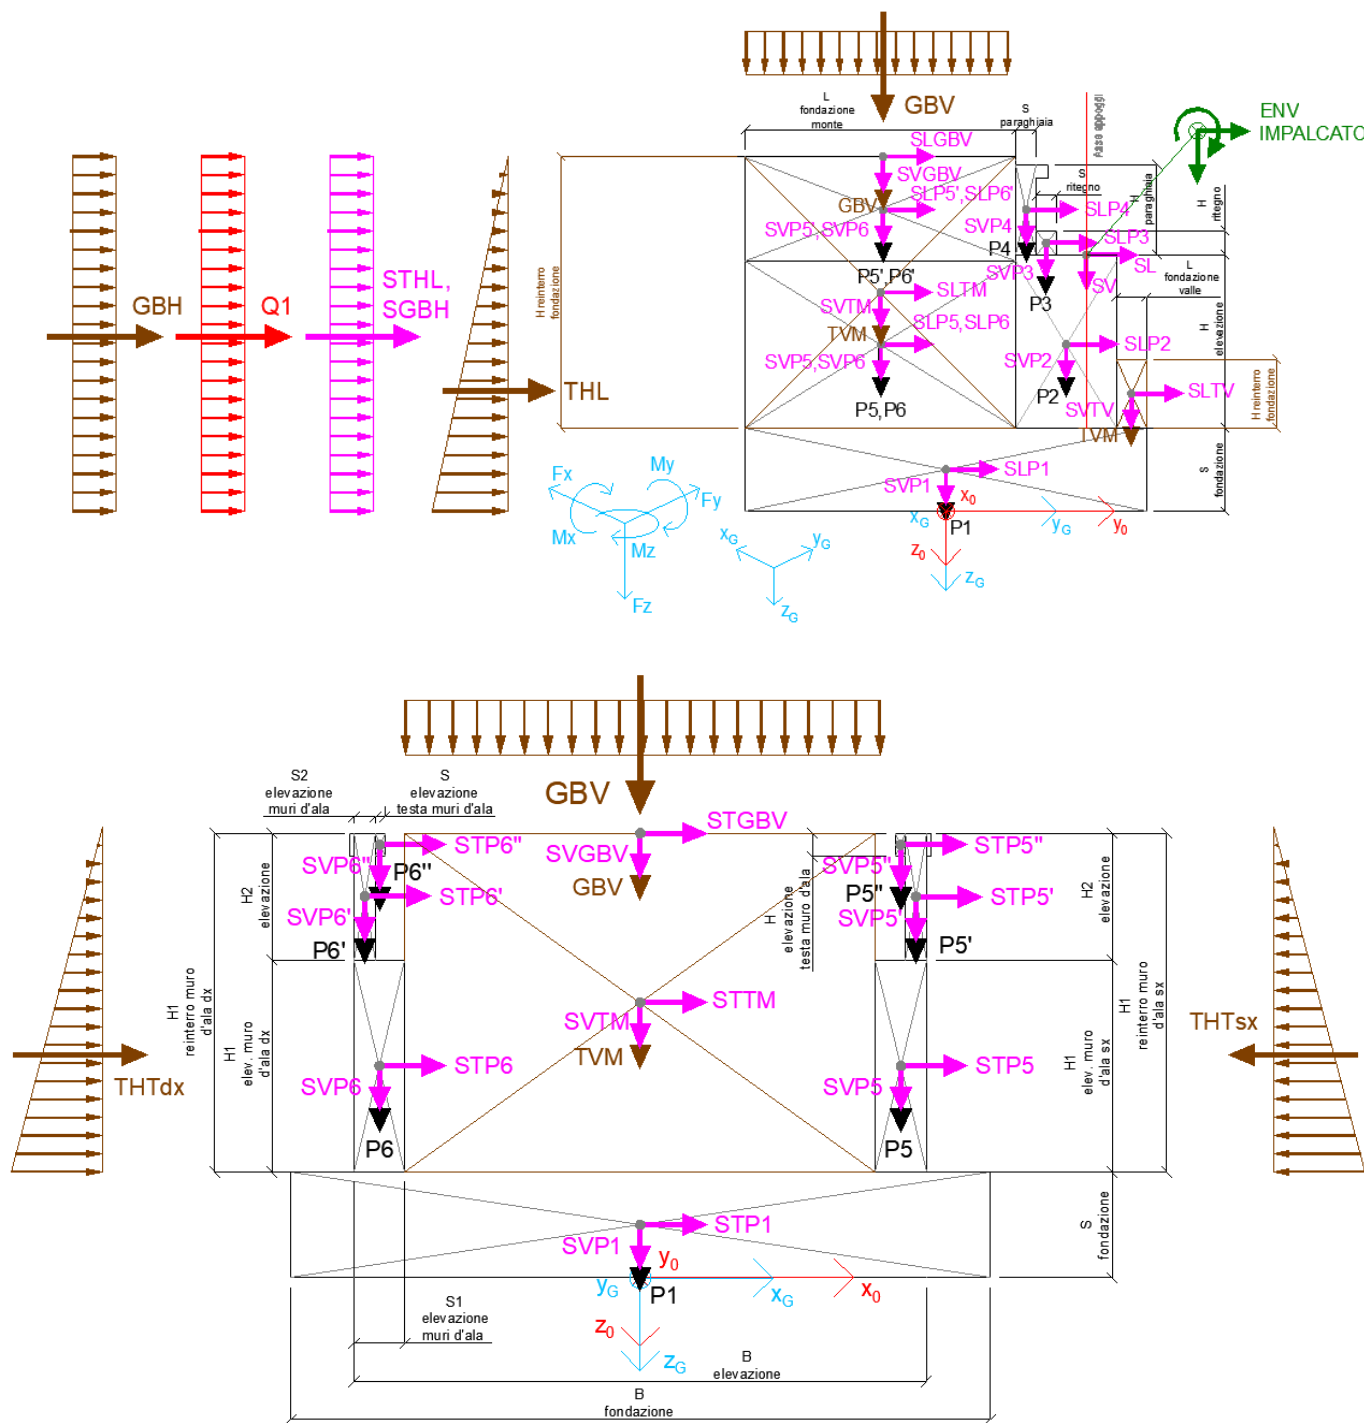 GBV
L
fondazione
monte
S
paraghiaia
Asse appoggi
ENV
IMPALCATO
SLGBV
SVGBV
S
ritegno
H
paraghiaia
H
ritegno
SLP5',SLP6'
GBV
SLP4
SVP5',SVP6'
SVP4
P4
SLP3
SVP3
SL
P5',P6'
SV
P3
L
fondazione
valle
H reinterro
fondazione
GBH
Q1
STHL,
SGBH
THL
SLTM
SVTM
SLP5,SLP6
TVM
SVP5,SVP6
P5,P6
SLP2
SVP2
P2
H
elevazione
SLTV
SVTV
TVM
H reinterro
fondazione
SLP1
SVP1
S
fondazione
x0
xG
P1
yG
y0
z0
zG
Fx
My
Fy
Mx
Mz
Fz
xG
yG
zG
S2
elevazione
muri d'ala
S
elevazione
testa muri d'ala
GBV
STGBV
SVGBV
GBV
STP6"
SVP6"
P6"
STP6'
SVP6'
P6'
STP5"
SVP5"
P5"
STP5'
SVP5'
P5'
H2
elevazione
H
elevazione
testa muro d'ala
H2
elevazione
H1
reinterro muro
d'ala dx
H1
elev. muro
d'ala dx
STTM
SVTM
TVM
H1
elev. muro
d'ala sx
H1
reinterro muro
d'ala sx
THTdx
STP6
SVP6
P6
STP5
SVP5
P5
THTsx
STP1
SVP1
S
fondazione
y0
yG
P1
xG
x0
z0
zG
S1
elevazione
muri d'ala
B
elevazione
B
fondazione